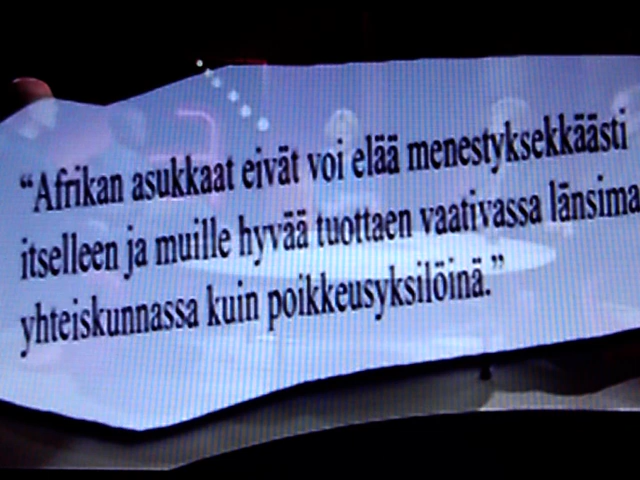 “Afrikan asukkaat eivät voi elää menestyksekkäästi
itselleen ja muille hyvää tuottaen vaativassa länsima
yhteiskunnassa kuin poikkeusyksilöinä.”